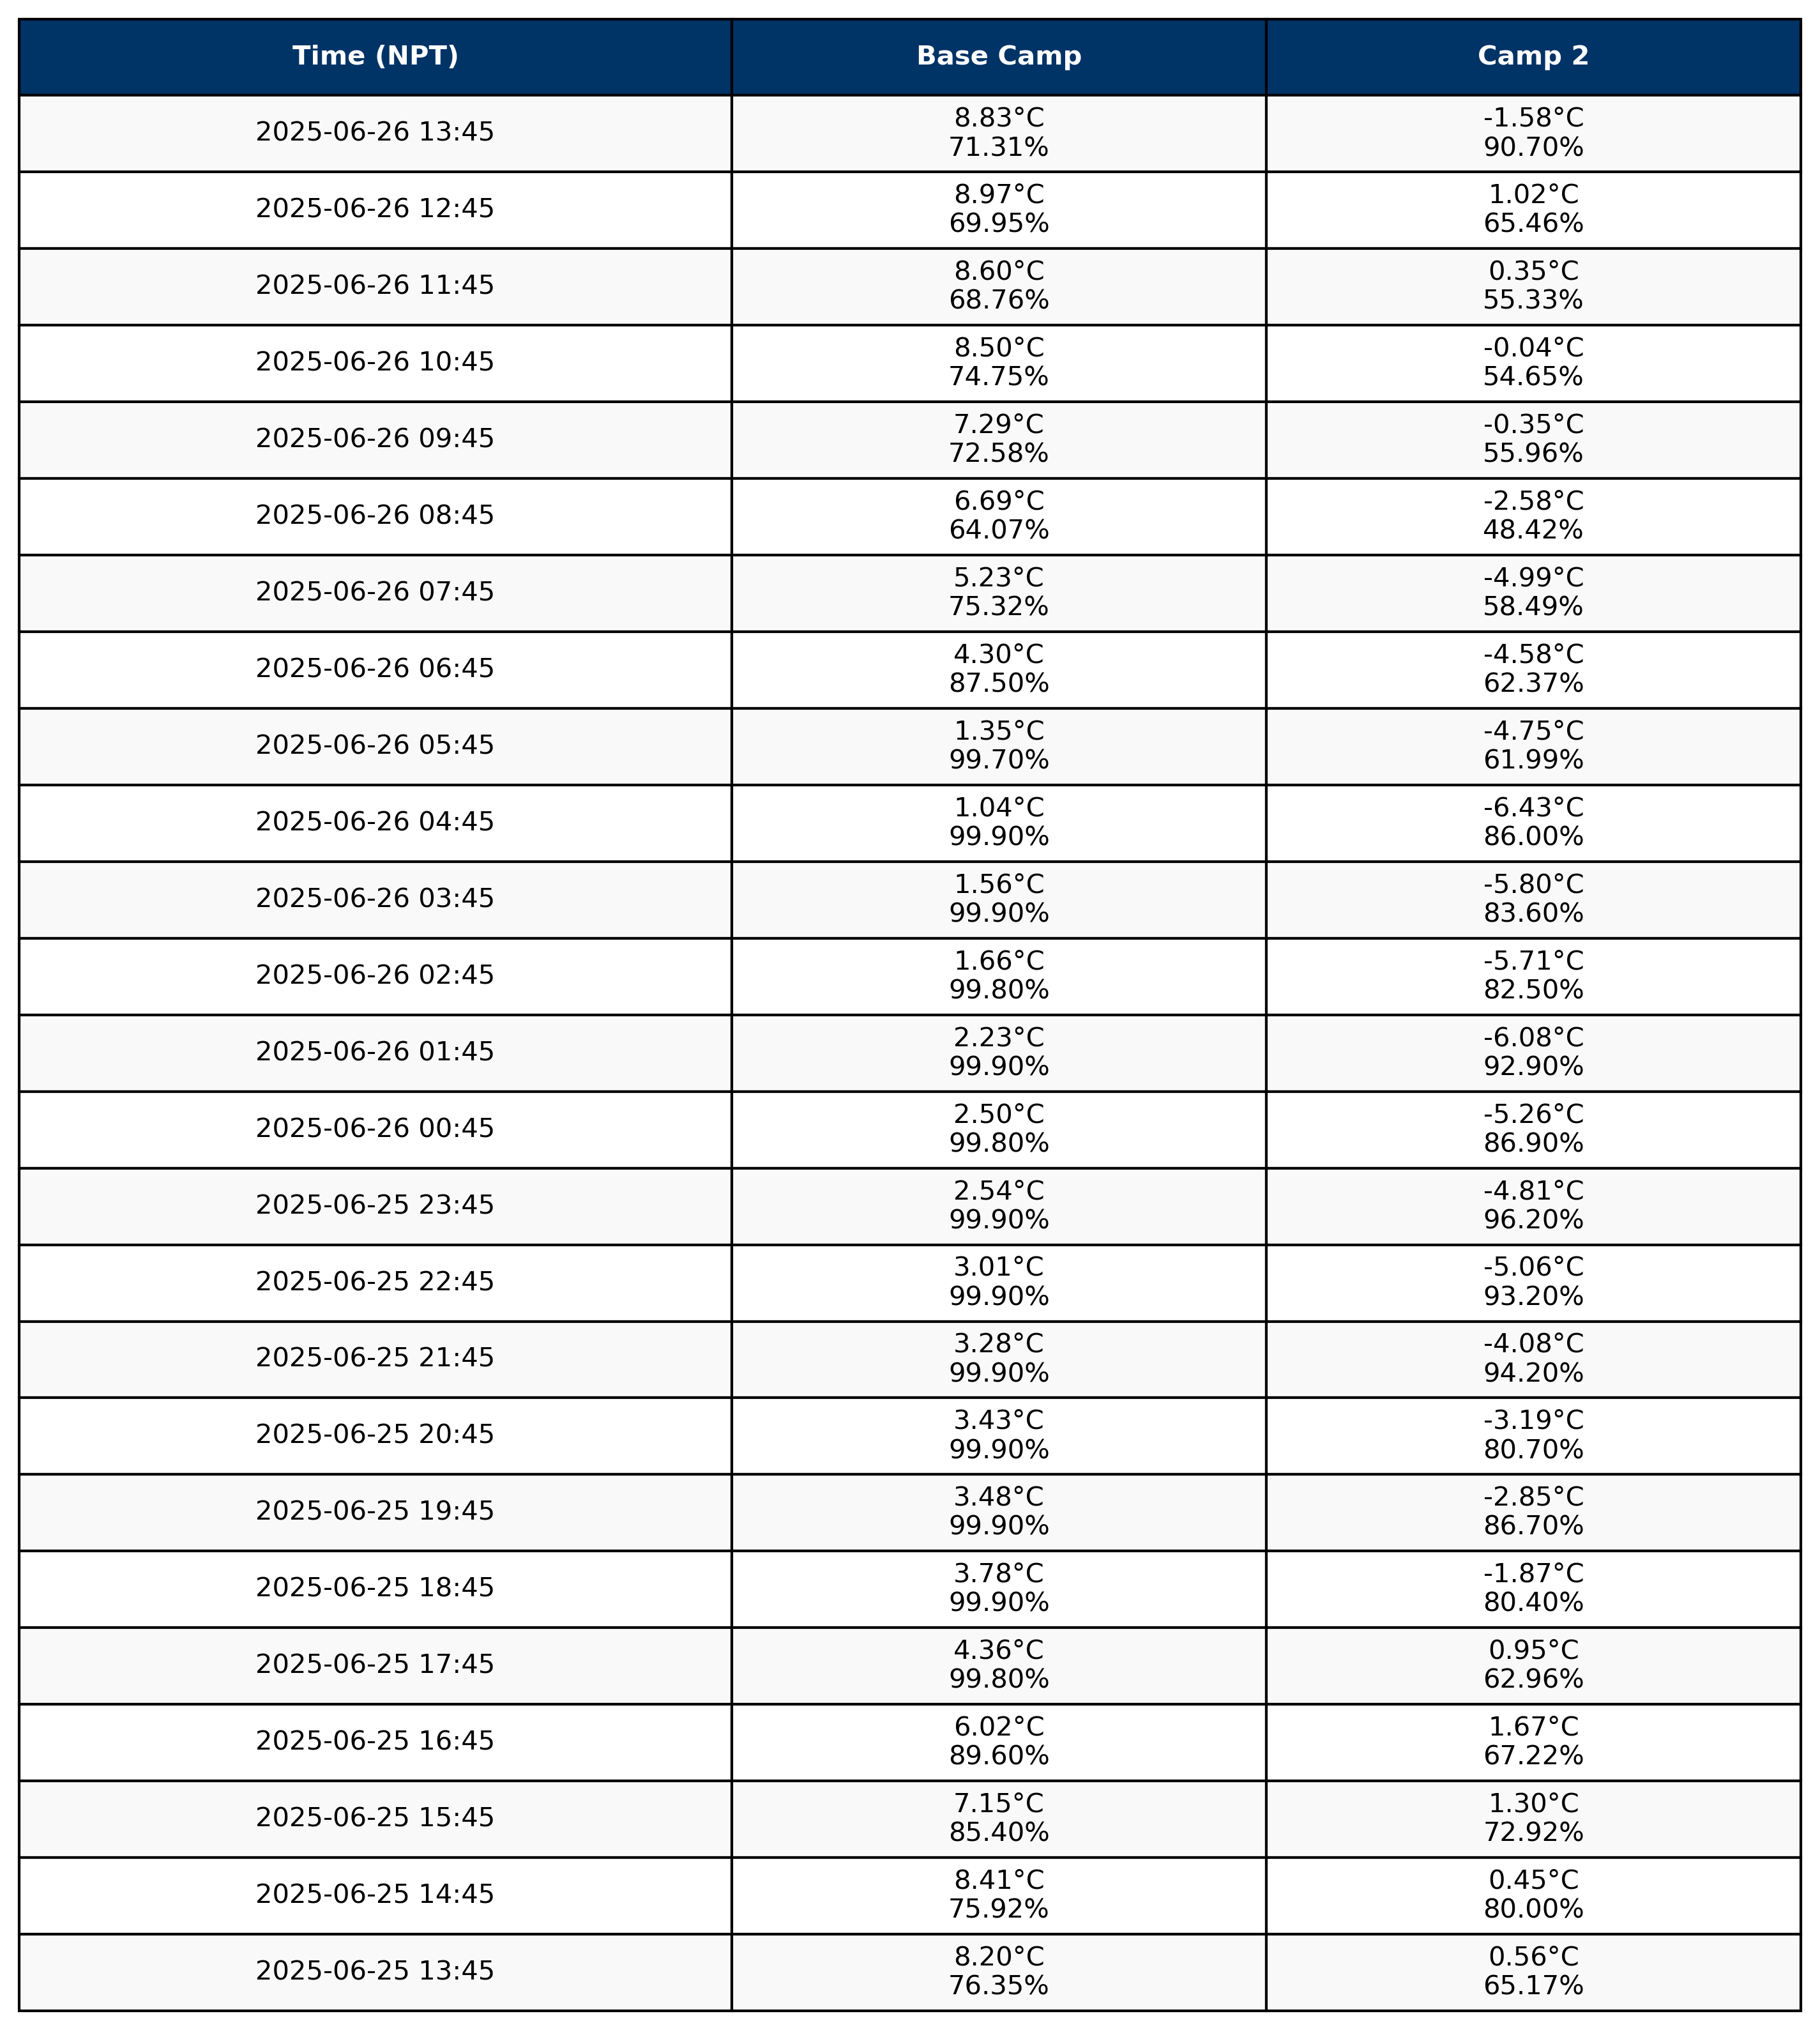 Time (NPT) Base Camp Camp 2
2025-06-26 13:45 8.83°C -1.58°C
71.31% 90.70%
2025-06-26 12:45 8.97°C 1.02°C
69.95% 65.46%
2025-06-26 11:45 8.60°C 0.35°C
68.76% 55.33%
2025-06-26 10:45 8.50°C -0.04°C
74.75% 54.65%
2025-06-26 09:45 7.29°C -0.35°C
72.58% 55.96%
2025-06-26 08:45 6.69°C -2.58°C
64.07% 48.42%
2025-06-26 07:45 5.23°C -4.99°C
75.32% 58.49%
2025-06-26 06:45 4.30°C -4.58°C
87.50% 62.37%
2025-06-26 05:45 1.35°C -4.75°C
99.70% 61.99%
2025-06-26 04:45 1.04°C -6.43°C
99.90% 86.00%
2025-06-26 03:45 1.56°C -5.80°C
99.90% 83.60%
2025-06-26 02:45 1.66°C -5.71°C
99.80% 82.50%
2025-06-26 01:45 2.23°C -6.08°C
99.90% 92.90%
2025-06-26 00:45 2.50°C -5.26°C
99.80% 86.90%
2025-06-25 23:45 2.54°C -4.81°C
99.90% 96.20%
2025-06-25 22:45 3.01°C -5.06°C
99.90% 93.20%
2025-06-25 21:45 3.28°C -4.08°C
99.90% 94.20%
2025-06-25 20:45 3.43°C -3.19°C
99.90% 80.70%
2025-06-25 19:45 3.48°C -2.85°C
99.90% 86.70%
2025-06-25 18:45 3.78°C -1.87°C
99.90% 80.40%
2025-06-25 17:45 4.36°C 0.95°C
99.80% 62.96%
2025-06-25 16:45 6.02°C 1.67°C
89.60% 67.22%
2025-06-25 15:45 7.15°C 1.30°C
85.40% 72.92%
2025-06-25 14:45 8.41°C 0.45°C
75.92% 80.00%
2025-06-25 13:45 8.20°C 0.56°C
76.35% 65.17%